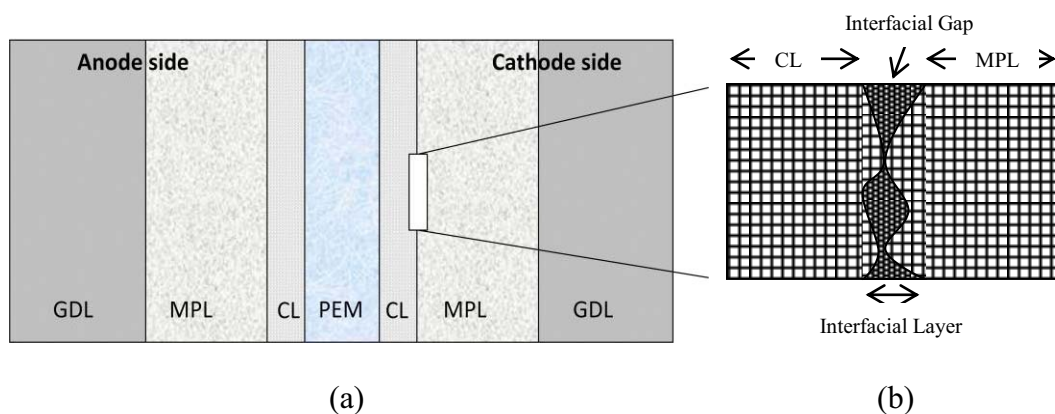 Anode side
Cathode side
GDL
MPL
CL
PEM
CL
MPL
GDL
(a)
Interfacial Gap
CL
MPL
Interfacial Layer
(b)